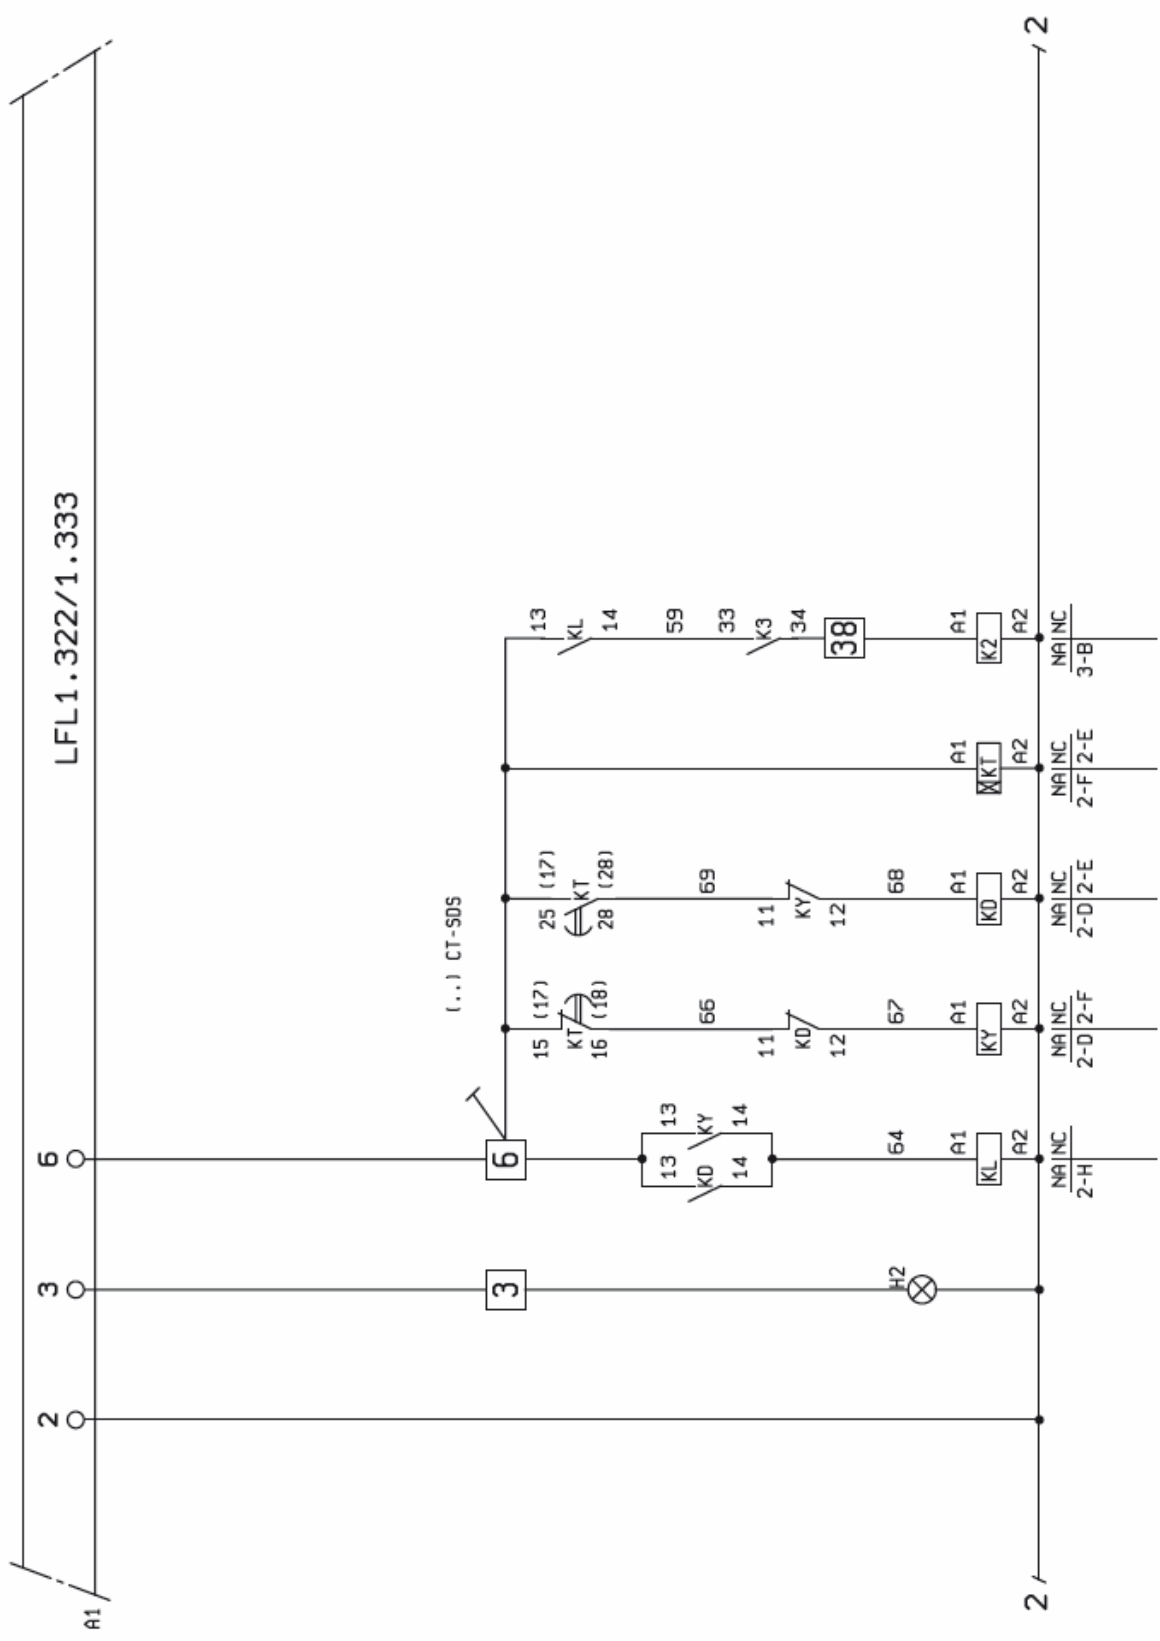 LFL1.322/1.333
A1
2
3
6
(..) CT-SDS
3
6
13
KD
14
13
KY
14
15
(17)
KT
16
(18)
25
(17)
KT
28
(28)
13
KL
14
66
69
59
11
KD
12
11
KY
12
33
K3
34
38
H2
64
67
68
A1
KL
A2
A1
KY
A2
A1
KD
A2
A1
KT
A2
A1
K2
A2
2
2
NA NC
2-H
NA NC
2-D 2-F
NA NC
2-D 2-E
NA NC
2-F 2-E
NA NC
3-B